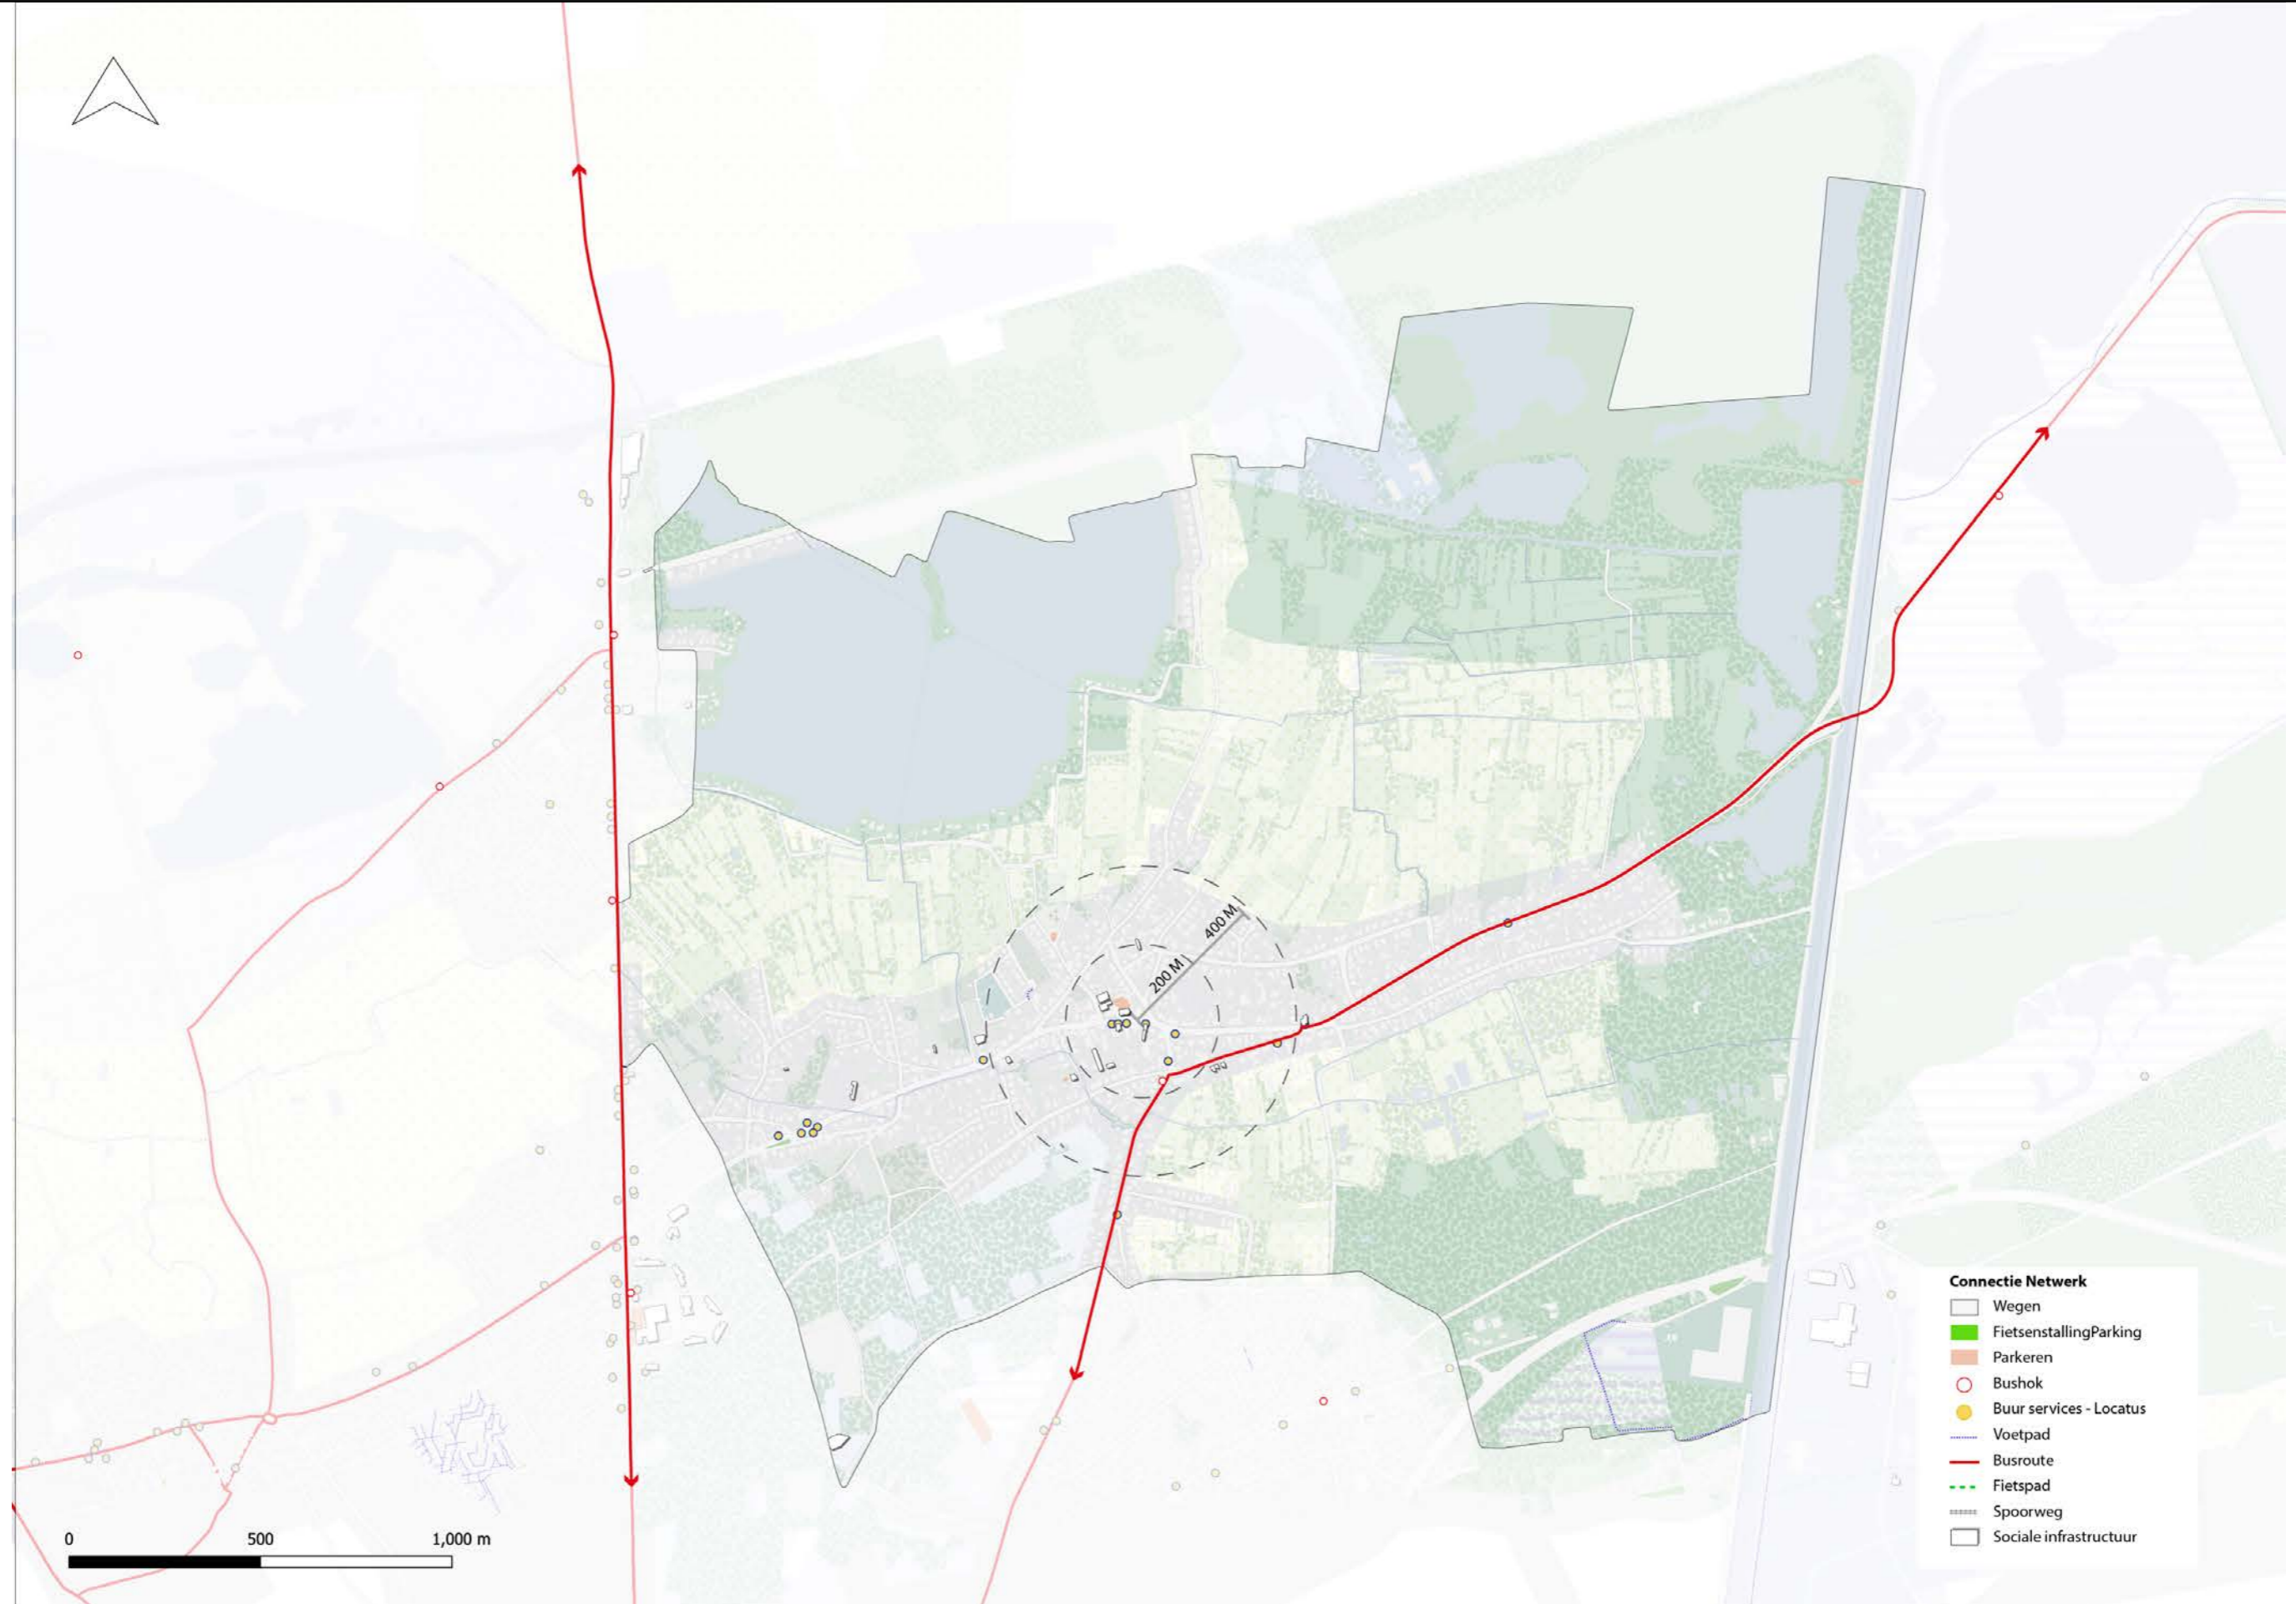 400 M
200 M
Connectie Netwerk
Wegen
FietsenstallingParking
Parkeren
Bushok
Buur services - Locatus
Voetpad
Busroute
Fietspad
Spoorweg
Sociale infrastructuur
0 500 1,000 m